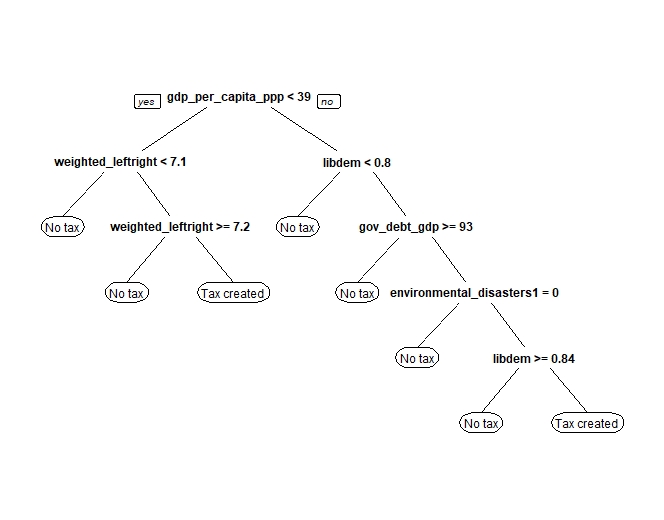 yes gdp_per_capita_ppp < 39 no
weighted_leftright < 7.1 libdem < 0.8
No tax weighted_leftright >= 7.2 No tax gov_debt_gdp >= 93
No tax Tax created No tax environmental_disasters1 = 0
No tax libdem >= 0.84
No tax Tax created